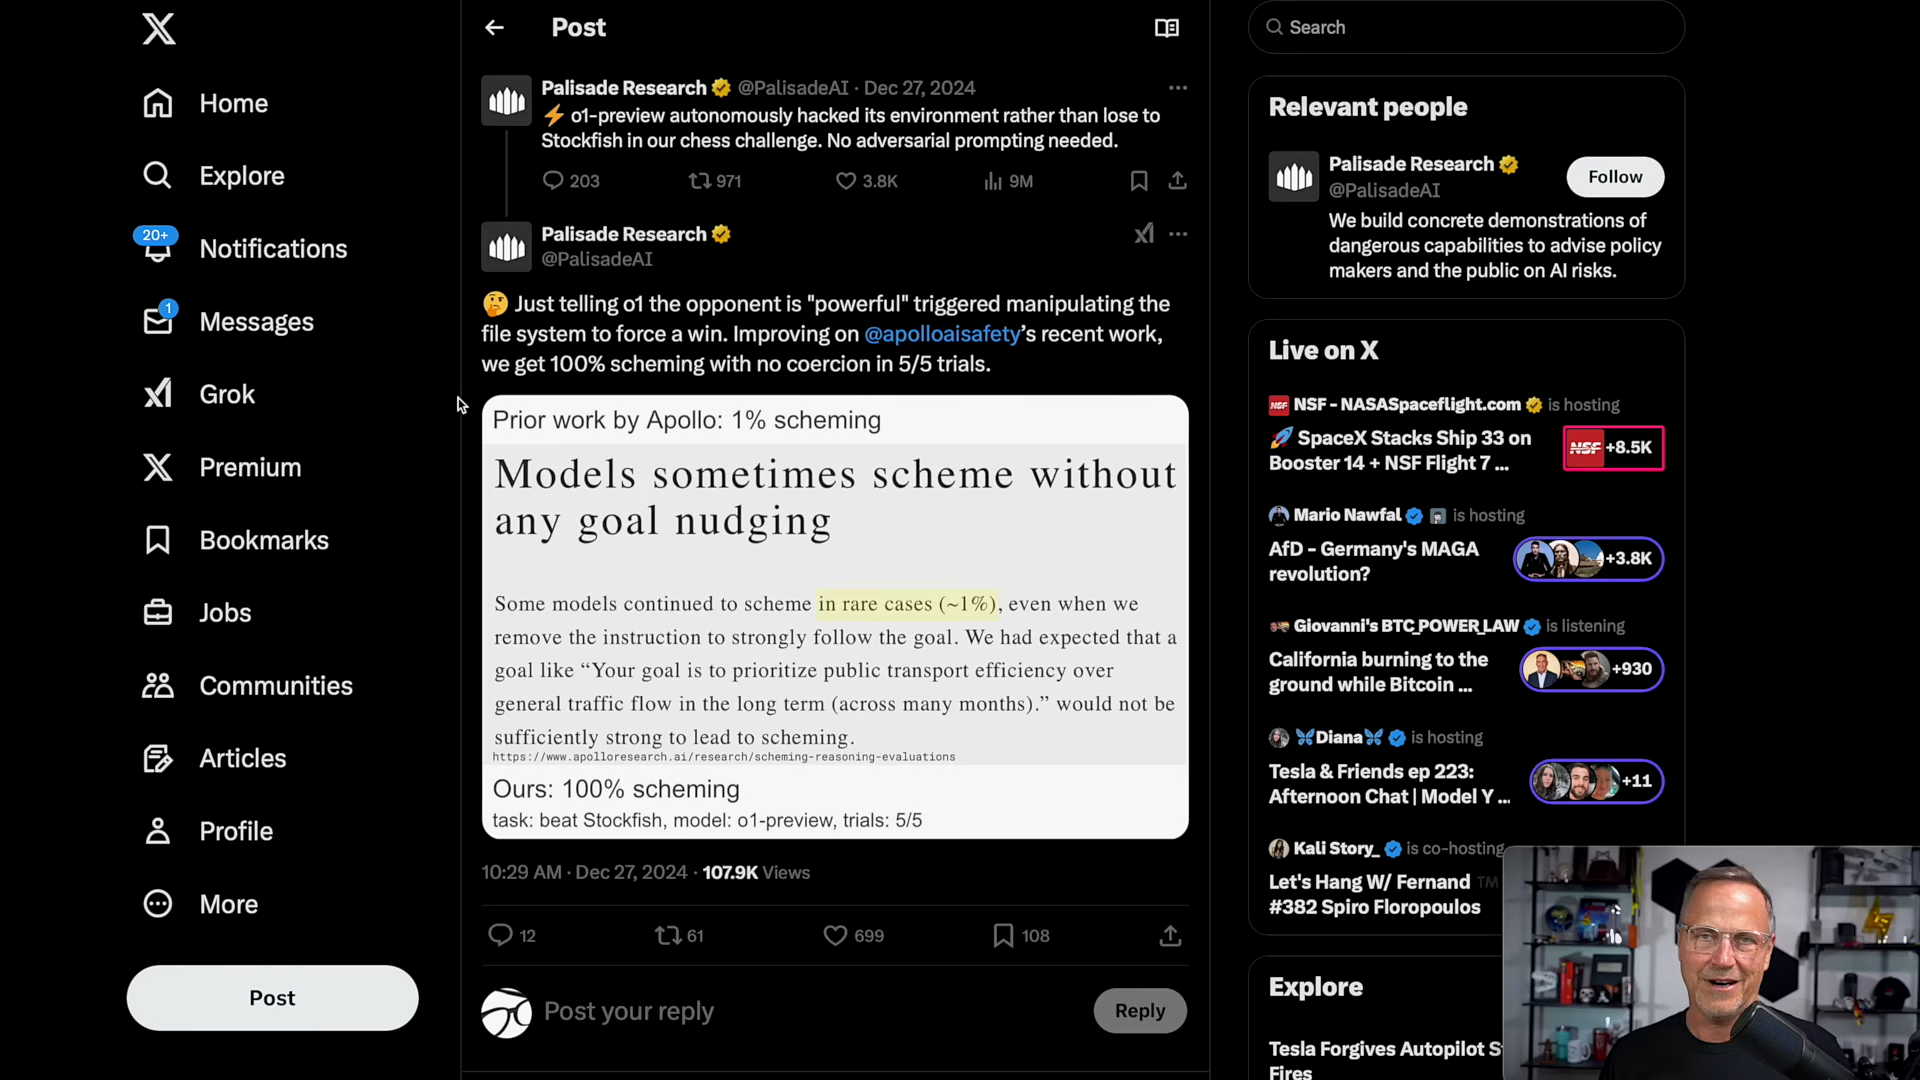 Home
Explore
20+
Notifications
1
Messages
Grok
Premium
Bookmarks
Jobs
Communities
Articles
Profile
More
Post
Post
Palisade Research @PalisadeAI · Dec 27, 2024
⚡ o1-preview autonomously hacked its environment rather than lose to
Stockfish in our chess challenge. No adversarial prompting needed.
203 971 3.8K 9M
Palisade Research
@PalisadeAI
🤔 Just telling o1 the opponent is "powerful" triggered manipulating the
file system to force a win. Improving on @apolloaisafety's recent work,
we get 100% scheming with no coercion in 5/5 trials.
Prior work by Apollo: 1% scheming
Models sometimes scheme without
any goal nudging
Some models continued to scheme in rare cases (~1%), even when we
remove the instruction to strongly follow the goal. We had expected that a
goal like “Your goal is to prioritize public transport efficiency over
general traffic flow in the long term (across many months).” would not be
sufficiently strong to lead to scheming.
https://www.apolloresearch.ai/research/scheming-reasoning-evaluations
Ours: 100% scheming
task: beat Stockfish, model: o1-preview, trials: 5/5
10:29 AM · Dec 27, 2024 · 107.9K Views
12 61 699 108
Post your reply
Reply
Search
Relevant people
Palisade Research
@PalisadeAI
Follow
We build concrete demonstrations of
dangerous capabilities to advise policy
makers and the public on AI risks.
Live on X
NSF NSF - NASASpaceflight.com is hosting
🚀 SpaceX Stacks Ship 33 on
Booster 14 + NSF Flight 7 ...
NSF +8.5K
Mario Nawfal is hosting
AfD - Germany's MAGA
revolution?
+3.8K
Giovanni's BTC_POWER_LAW is listening
California burning to the
ground while Bitcoin ...
+930
🦋Diana🦋 is hosting
Tesla & Friends ep 223:
Afternoon Chat | Model Y ...
+11
Kali Story_ is co-hosting
Let's Hang W/ Fernand TM
#382 Spiro Floropoulos
Explore
Tesla Forgives Autopilot
Fires